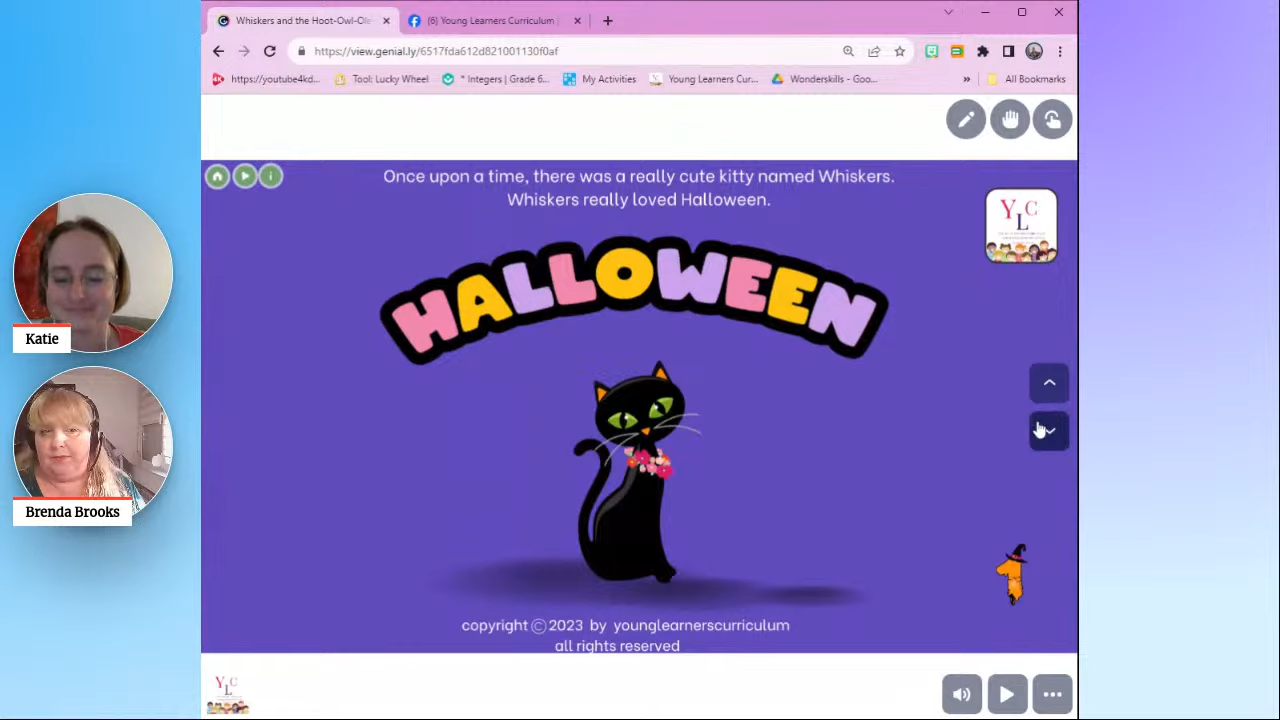 Whiskers and the Hoot-Owl-Ole
(6) Young Learners Curriculum
https://view.genial.ly/6517fda612d821001130f0af
https://youtube4kd...
Tool: Lucky Wheel
* Integers | Grade 6...
My Activities
Young Learners Cur...
Wonderskills - Goo...
»
All Bookmarks
Once upon a time, there was a really cute kitty named Whiskers.
Whiskers really loved Halloween.
YLC
HALLOWEEN
Katie
Brenda Brooks
1
copyright ©2023 by younglearnerscurriculum
all rights reserved
YLC